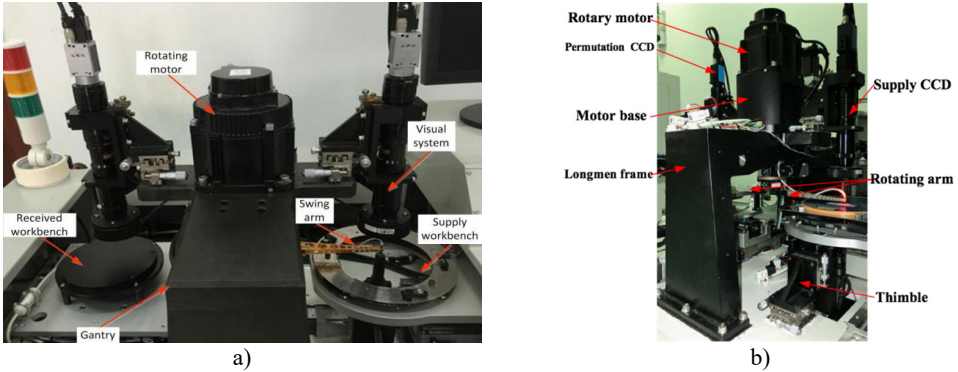 Rotating
motor
Visual
system
Swing
arm
Supply
workbench
Received
workbench
Gantry
a)
Rotary motor
Permutation CCD
Supply CCD
Motor base
Longmen frame
Rotating arm
Thimble
b)